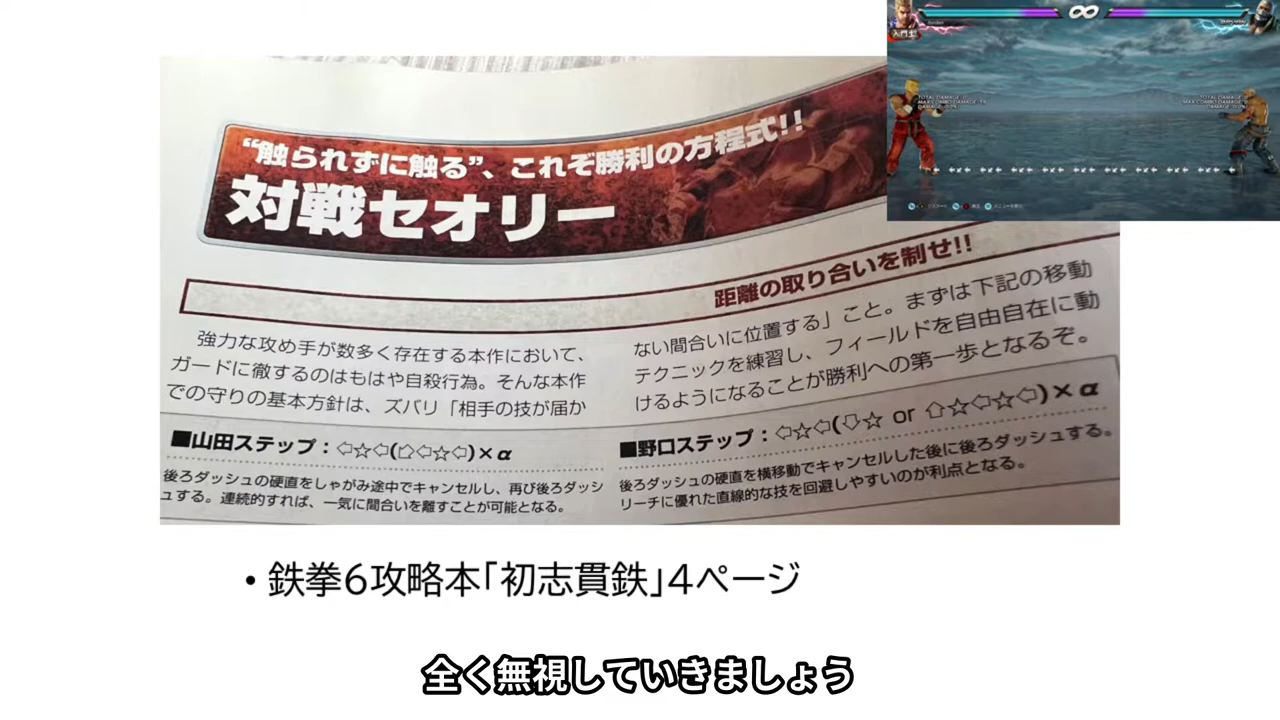 “触られずに触る”、これぞ勝利の方程式!!
対戦セオリー
距離の取り合いを制せ!!
強力な攻め手が数多く存在する本作において、
ガードに徹するのはもはや自殺行為。そんな本作
での守りの基本方針は、ズバリ「相手の技が届か
ない間合いに位置する」こと。まずは下記の移動
テクニックを練習し、フィールドを自由自在に動
けるようになることが勝利への第一歩となるぞ。
■山田ステップ:⇦☆⇦(⇩⇦☆⇦)×α
後ろダッシュの硬直をしゃがみ途中でキャンセルし、再び後ろダッシ
ュする。連続的すれば、一気に間合いを離すことが可能となる。
■野口ステップ:⇦☆⇦(⇩☆ or ⇧☆⇦☆⇦)×α
後ろダッシュの硬直を横移動でキャンセルした後に後ろダッシュする。
リーチに優れた直線的な技を回避しやすいのが利点となる。
•鉄拳6攻略本「初志貫鉄」4ページ
全く無視していきましょう